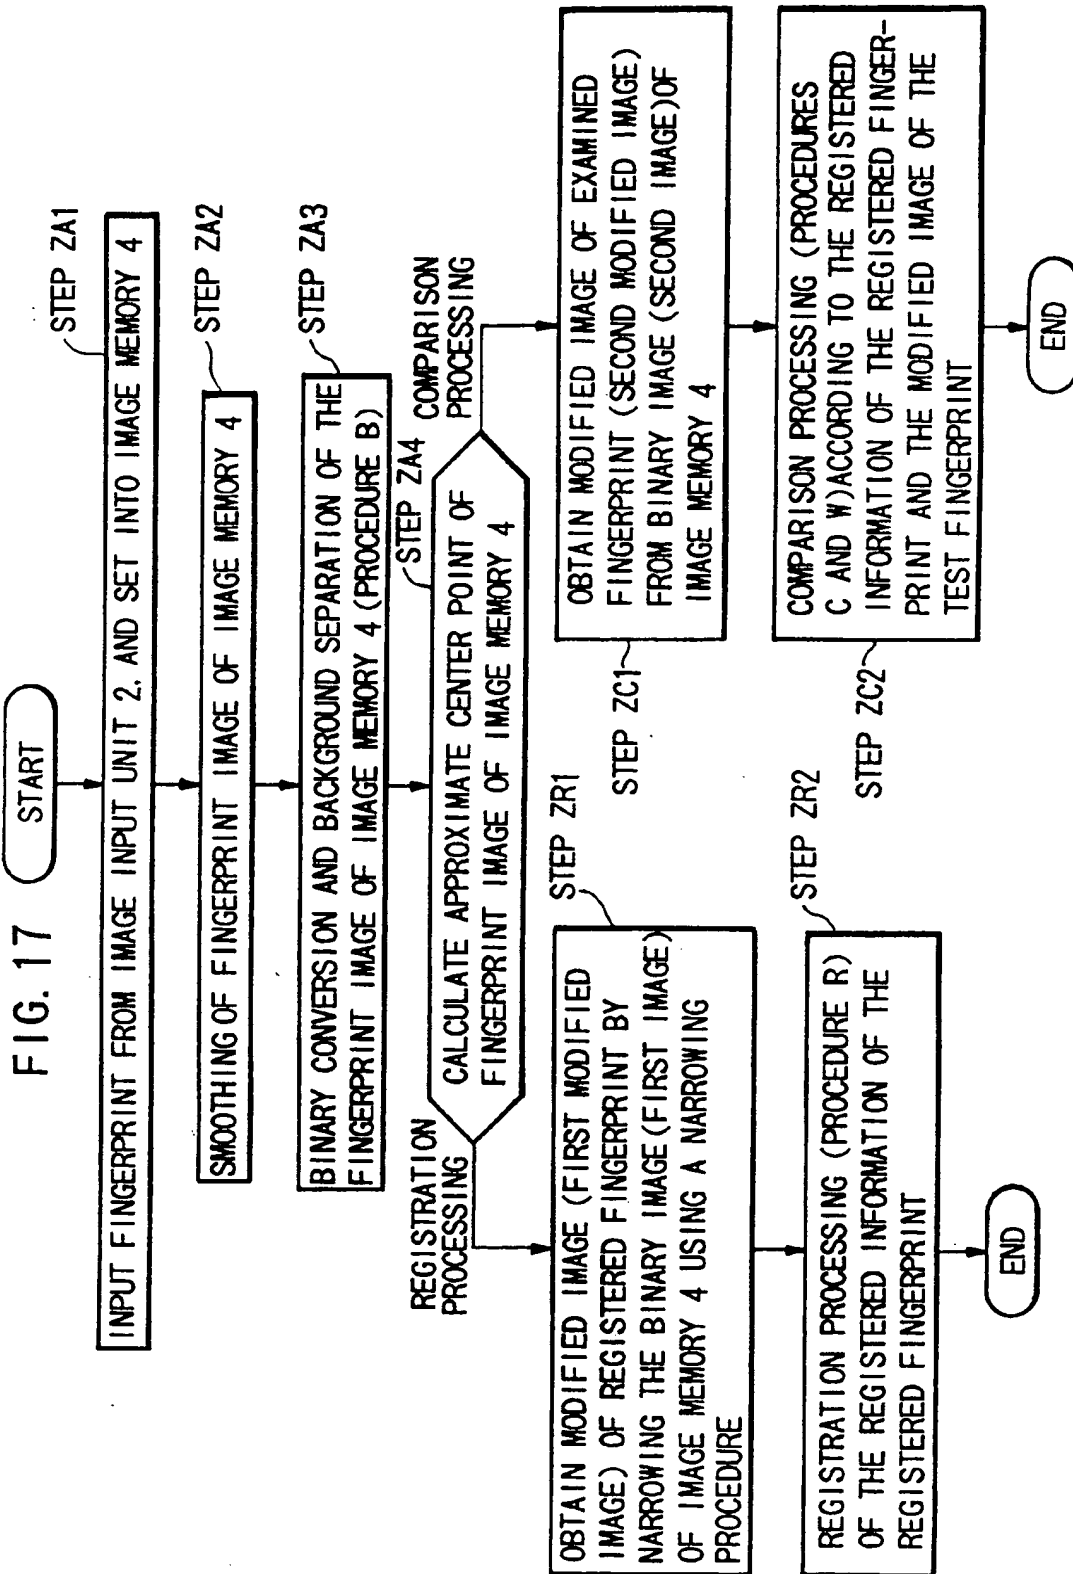 FIG. 17
START
STEP ZA1
INPUT FINGERPRINT FROM IMAGE INPUT UNIT 2, AND SET INTO IMAGE MEMORY 4
STEP ZA2
SMOOTHING OF FINGERPRINT IMAGE OF IMAGE MEMORY 4
STEP ZA3
BINARY CONVERSION AND BACKGROUND SEPARATION OF THE
FINGERPRINT IMAGE OF IMAGE MEMORY 4 (PROCEDURE B)
STEP ZA4
CALCULATE APPROXIMATE CENTER POINT OF
FINGERPRINT IMAGE OF IMAGE MEMORY 4
REGISTRATION
PROCESSING
COMPARISON
PROCESSING
STEP ZR1
OBTAIN MODIFIED IMAGE (FIRST MODIFIED
IMAGE) OF REGISTERED FINGERPRINT BY
NARROWING THE BINARY IMAGE (FIRST IMAGE)
OF IMAGE MEMORY 4 USING A NARROWING
PROCEDURE
STEP ZR2
REGISTRATION PROCESSING (PROCEDURE R)
OF THE REGISTERED INFORMATION OF THE
REGISTERED FINGERPRINT
END
OBTAIN MODIFIED IMAGE OF EXAMINED
FINGERPRINT (SECOND MODIFIED IMAGE)
FROM BINARY IMAGE (SECOND IMAGE) OF
IMAGE MEMORY 4
STEP ZC1
COMPARISON PROCESSING (PROCEDURES
C AND W) ACCORDING TO THE REGISTERED
INFORMATION OF THE REGISTERED FINGER-
PRINT AND THE MODIFIED IMAGE OF THE
TEST FINGERPRINT
STEP ZC2
END